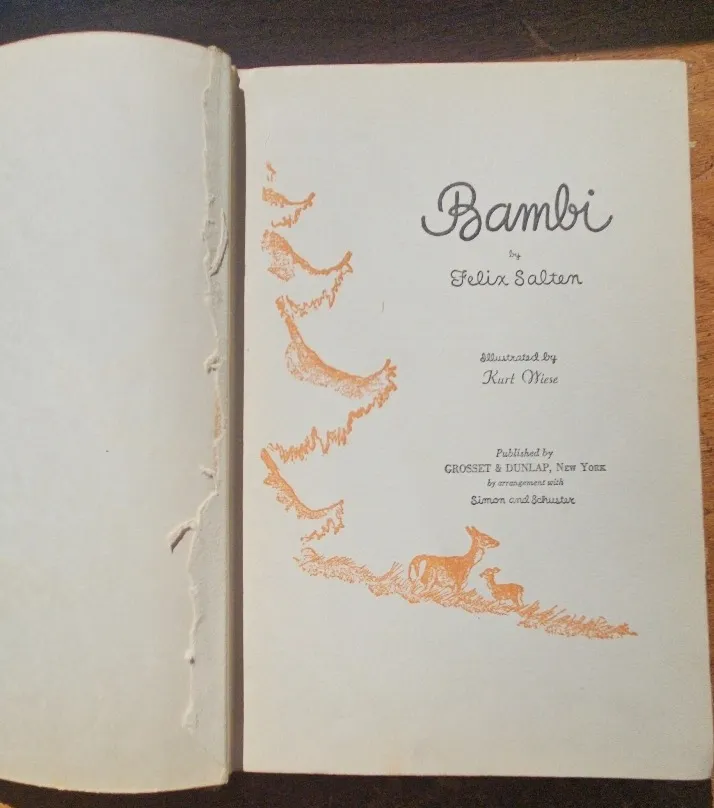 Bambi
by
Felix Salten
Illustrated by
Kurt Wiese
Published by
GROSSET & DUNLAP, NEW YORK
by arrangement with
Simon and Schuster